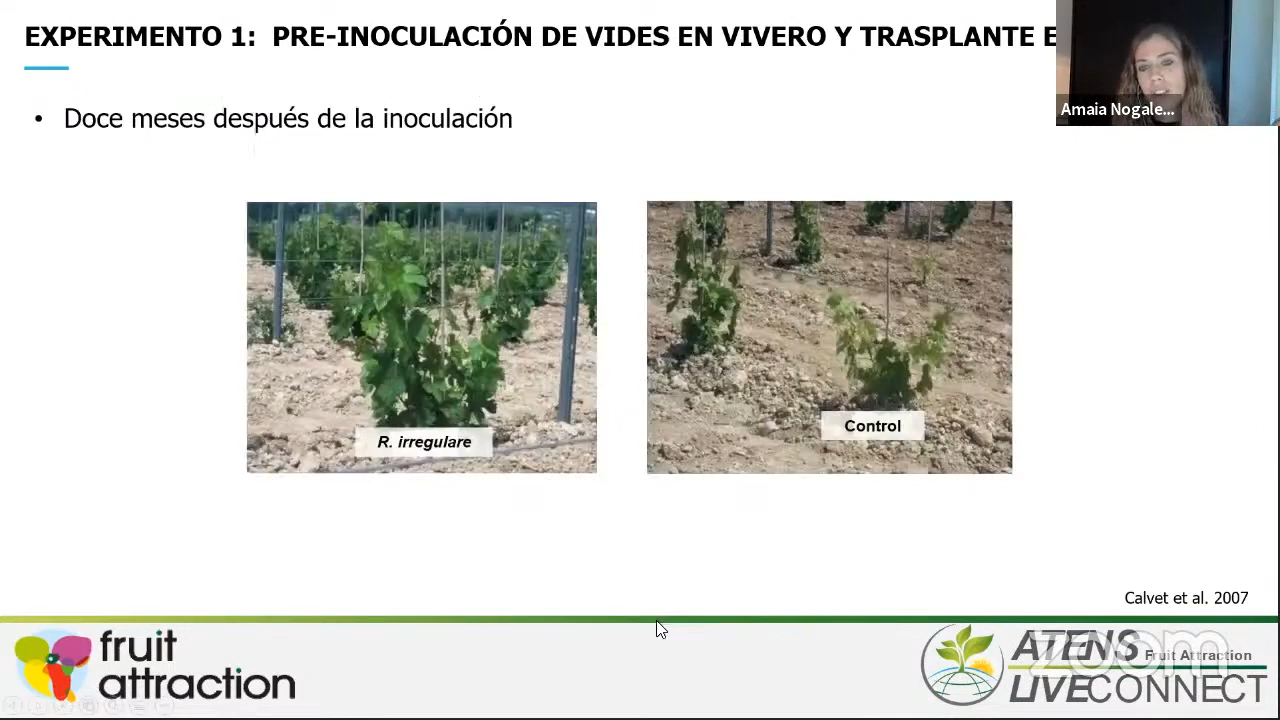 EXPERIMENTO 1: PRE-INOCULACIÓN DE VIDES EN VIVERO Y TRASPLANTE E
Amaia Nogale...
• Doce meses después de la inoculación
R. irregulare
Control
Calvet et al. 2007
fruit
attraction
ATENS Fruit Attraction
zoom
LIVECONNECT